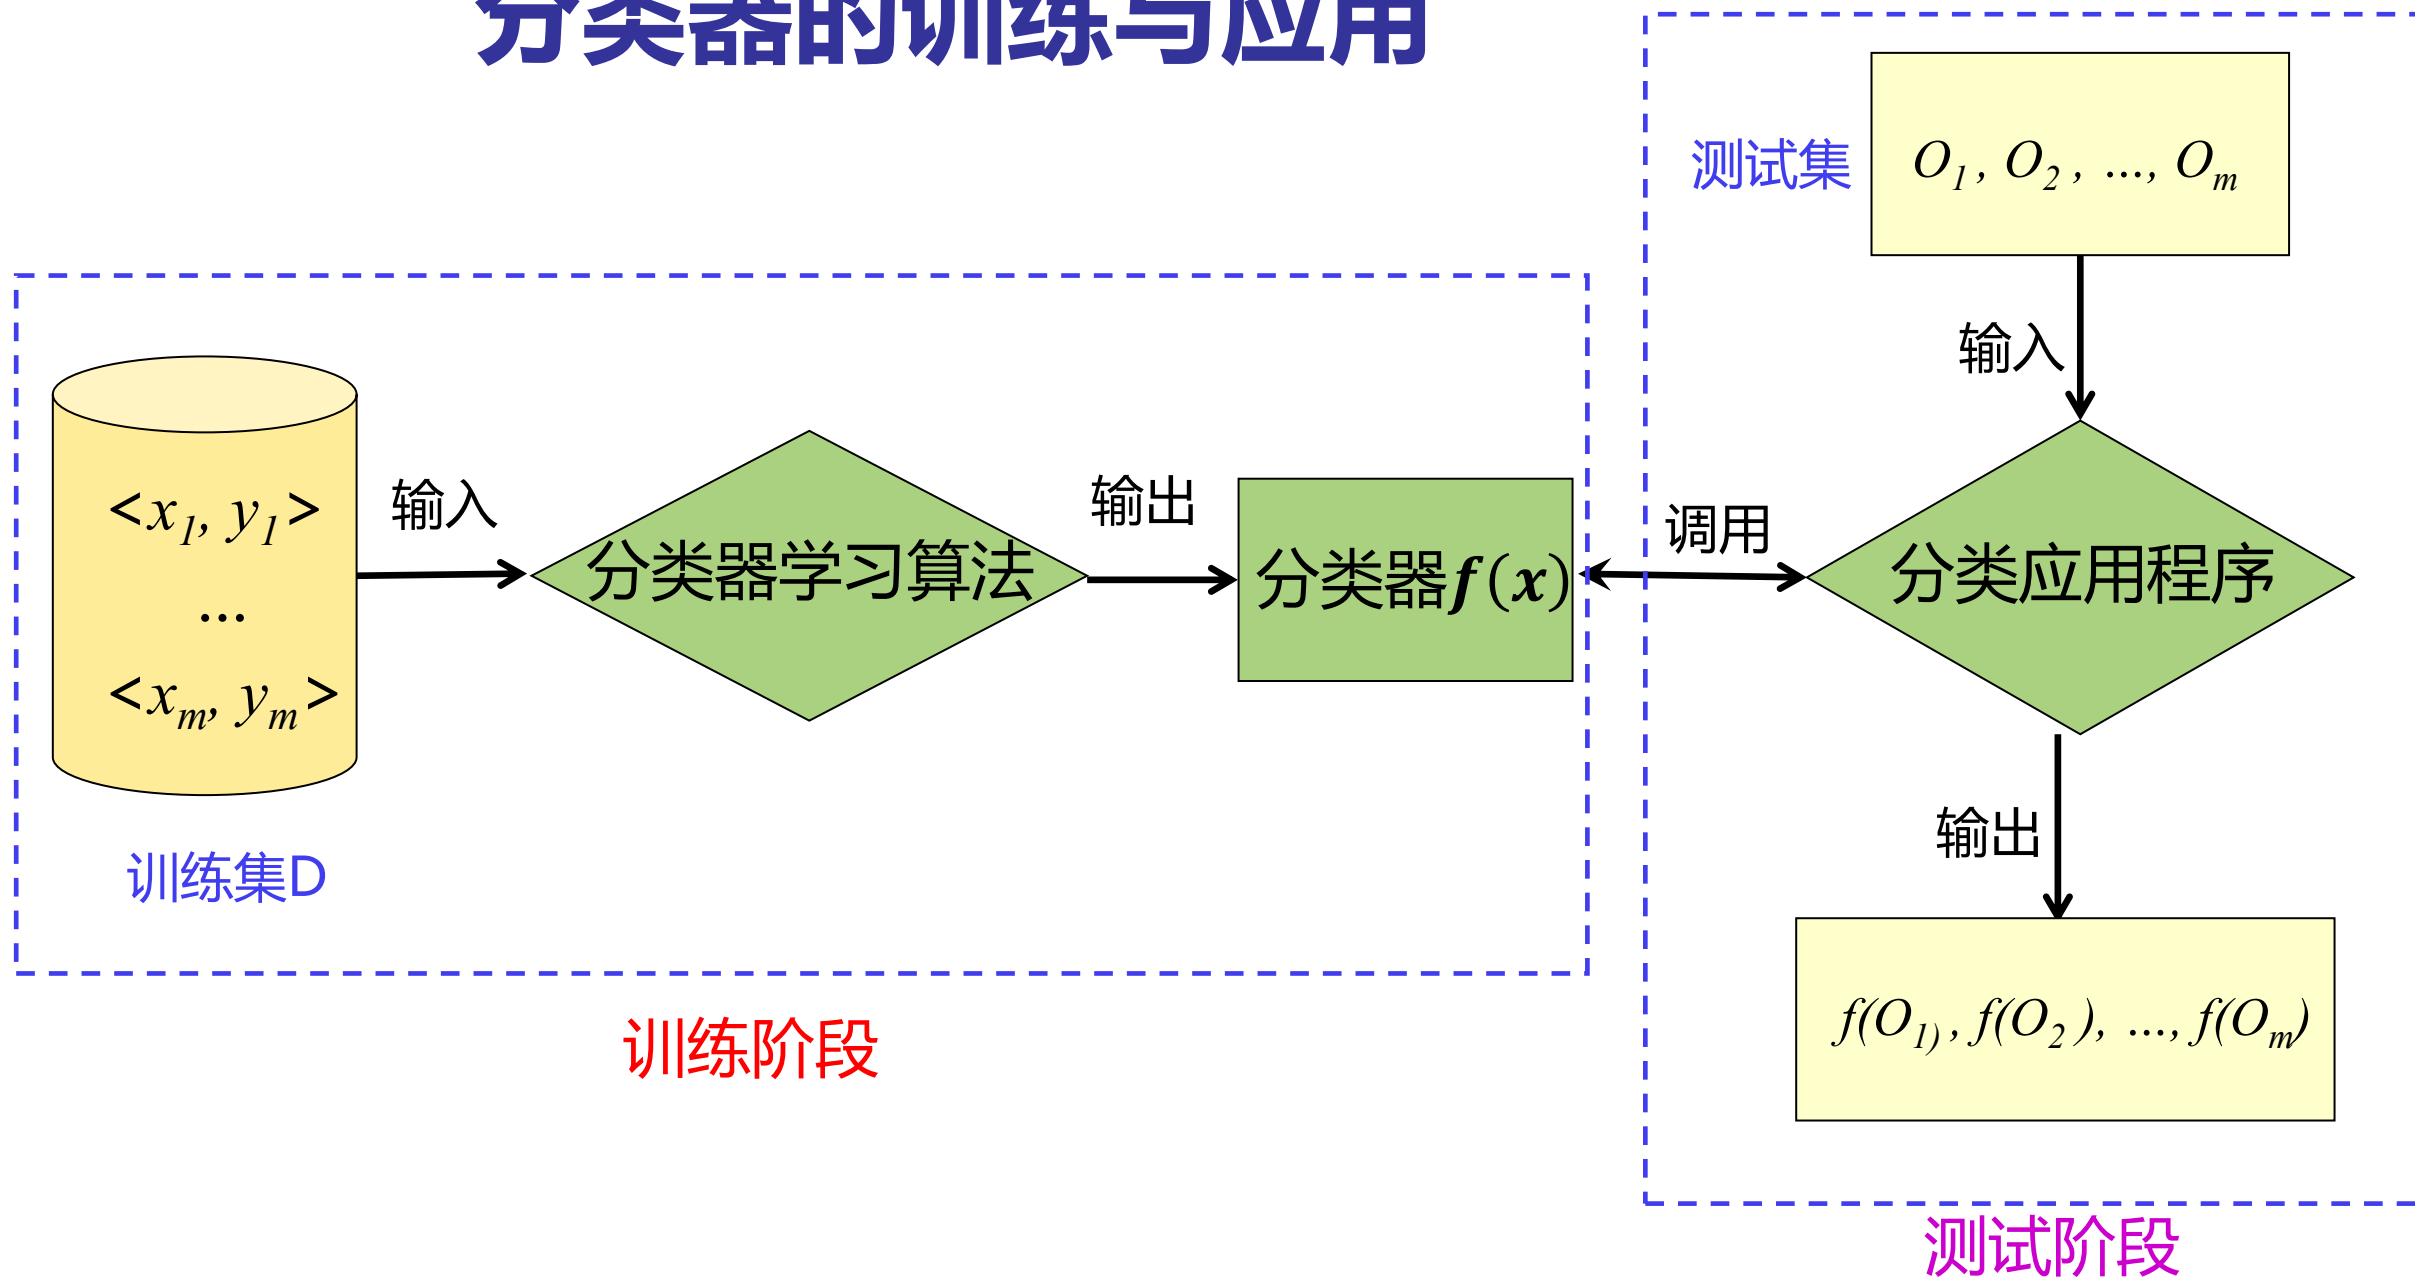 分类器的训练与应用
测试集
O1, O2, ..., Om
输入
<x1, y1>
...
<xm, ym>
输入
分类器学习算法
输出
分类器f(x)
调用
分类应用程序
输出
训练集D
f(O1), f(O2), ..., f(Om)
训练阶段
测试阶段